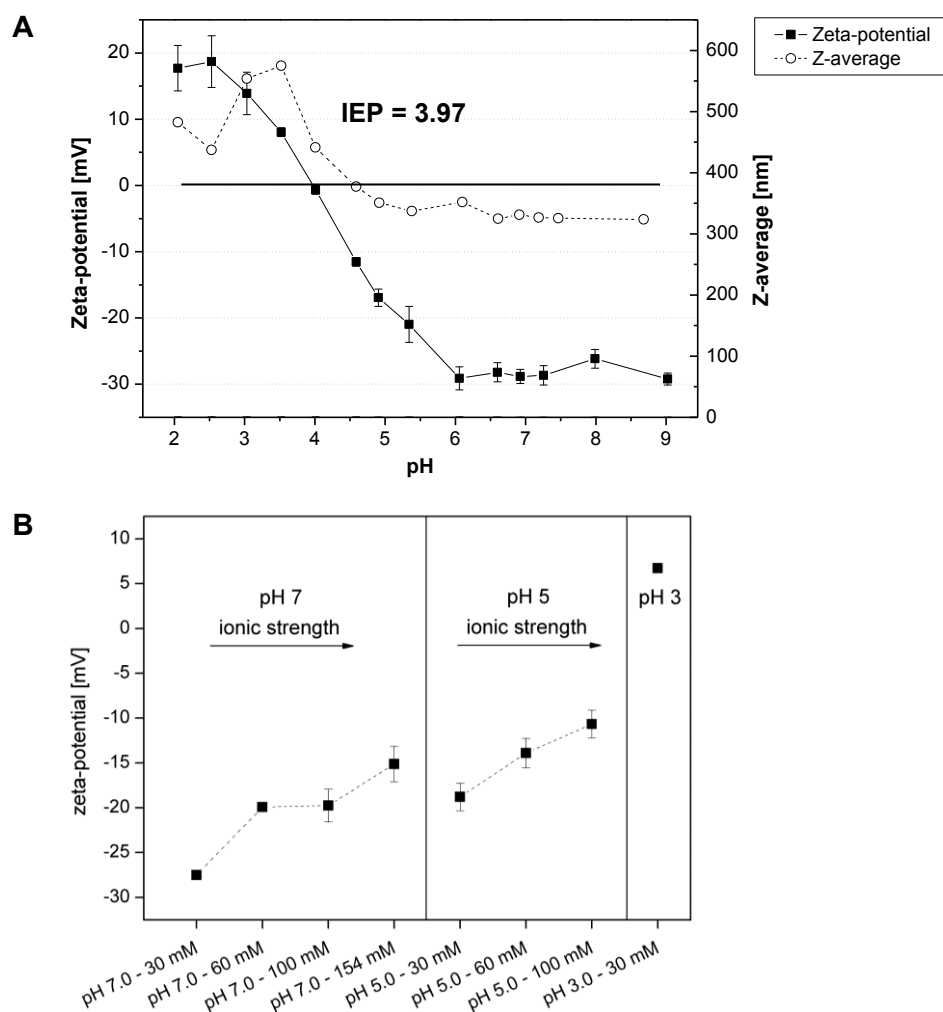 A
Zeta-potential
Z-average
IEP = 3.97
Zeta-potential [mV]
20
10
0
-10
-20
-30
Z-average [nm]
600
500
400
300
200
100
0
2 3 4 5 6 7 8 9
pH
B
zeta-potential [mV]
10
5
0
-5
-10
-15
-20
-25
-30
pH 7
ionic strength
pH 5
ionic strength
pH 3
pH 7.0 - 30 mM
pH 7.0 - 60 mM
pH 7.0 - 100 mM
pH 7.0 - 154 mM
pH 5.0 - 30 mM
pH 5.0 - 60 mM
pH 5.0 - 100 mM
pH 3.0 - 30 mM